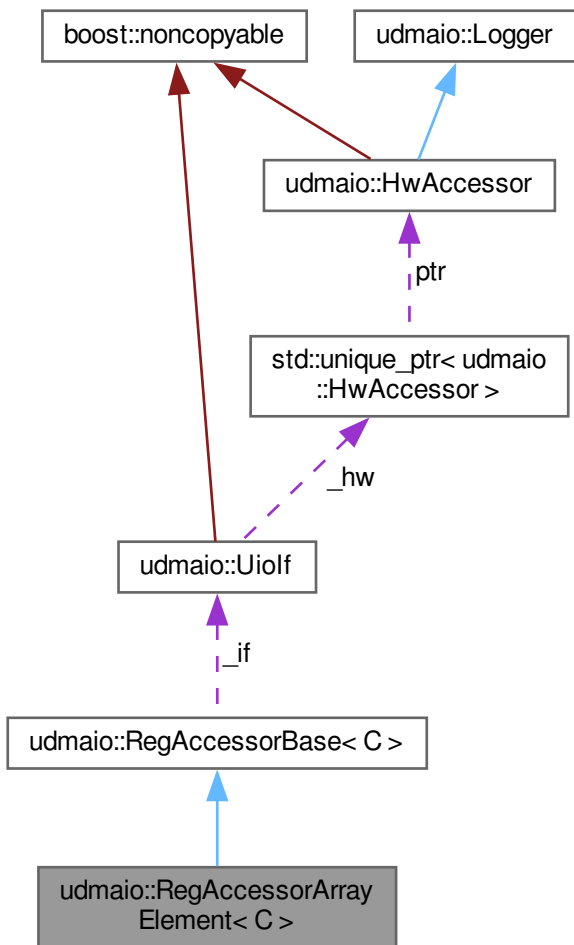 boost::noncopyable
udmaio::Logger
udmaio::HwAccessor
ptr
std::unique_ptr< udmaio
::HwAccessor >
_hw
udmaio::UioIf
_if
udmaio::RegAccessorBase< C >
udmaio::RegAccessorArray
Element< C >